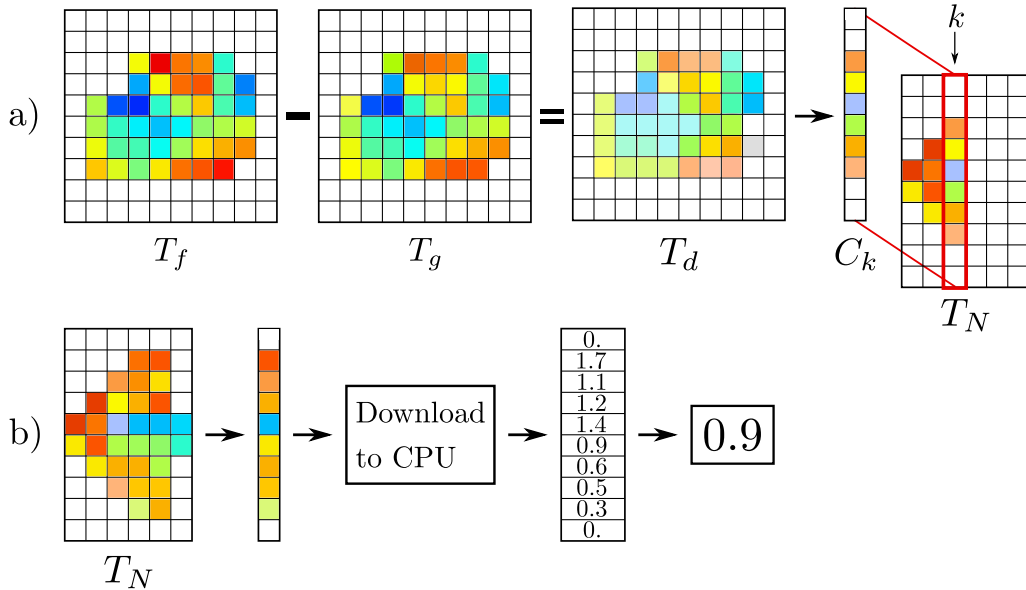 k
a)
T_f
T_g
T_d
C_k
T_N
b)
Download
to CPU
0.
1.7
1.1
1.2
1.4
0.9
0.6
0.5
0.3
0.
0.9
T_N